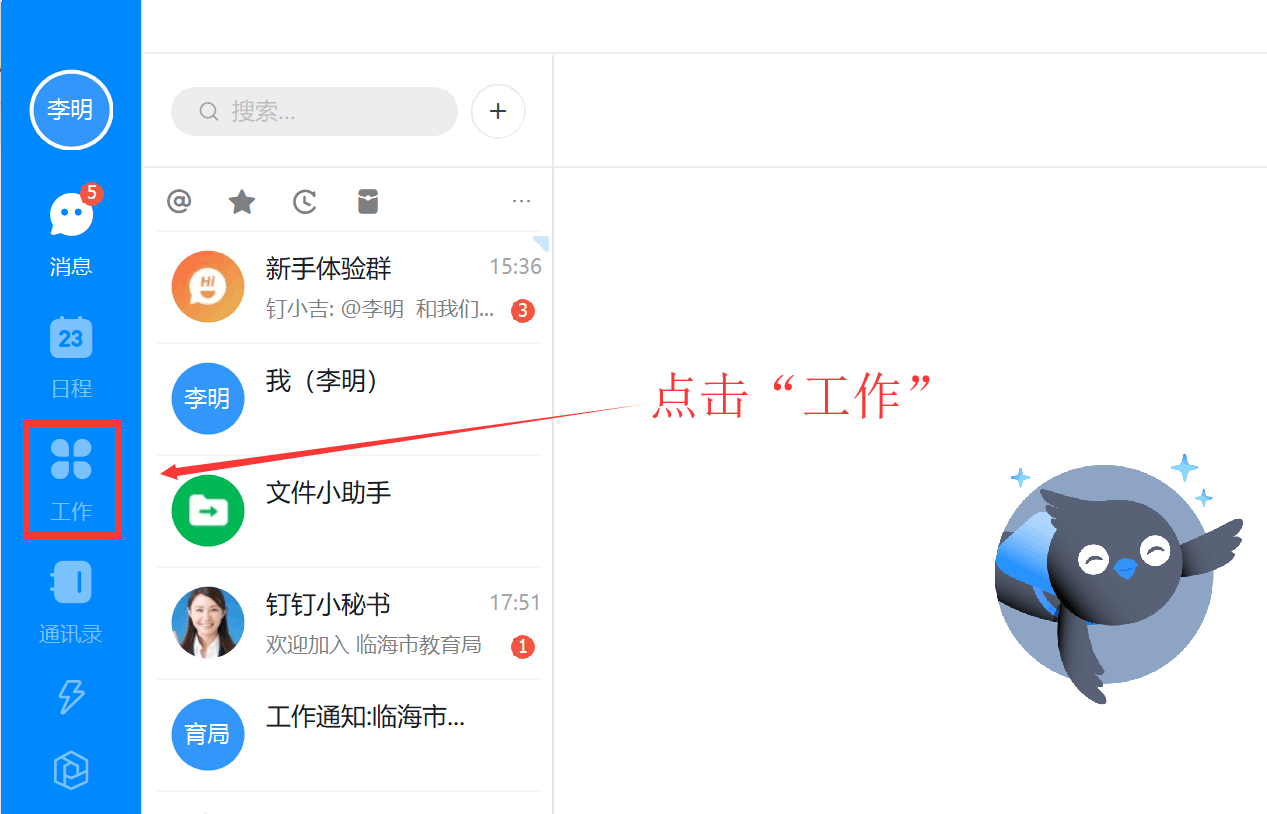 李明
5
消息
23
日程
工作
通讯录
搜索...
+
@
...
Hi
新手体验群
15:36
钉小吉: @李明 和我们...
3
李明
我（李明）
文件小助手
钉钉小秘书
17:51
欢迎加入 临海市教育局
1
育局
工作通知:临海市...
点击“工作”